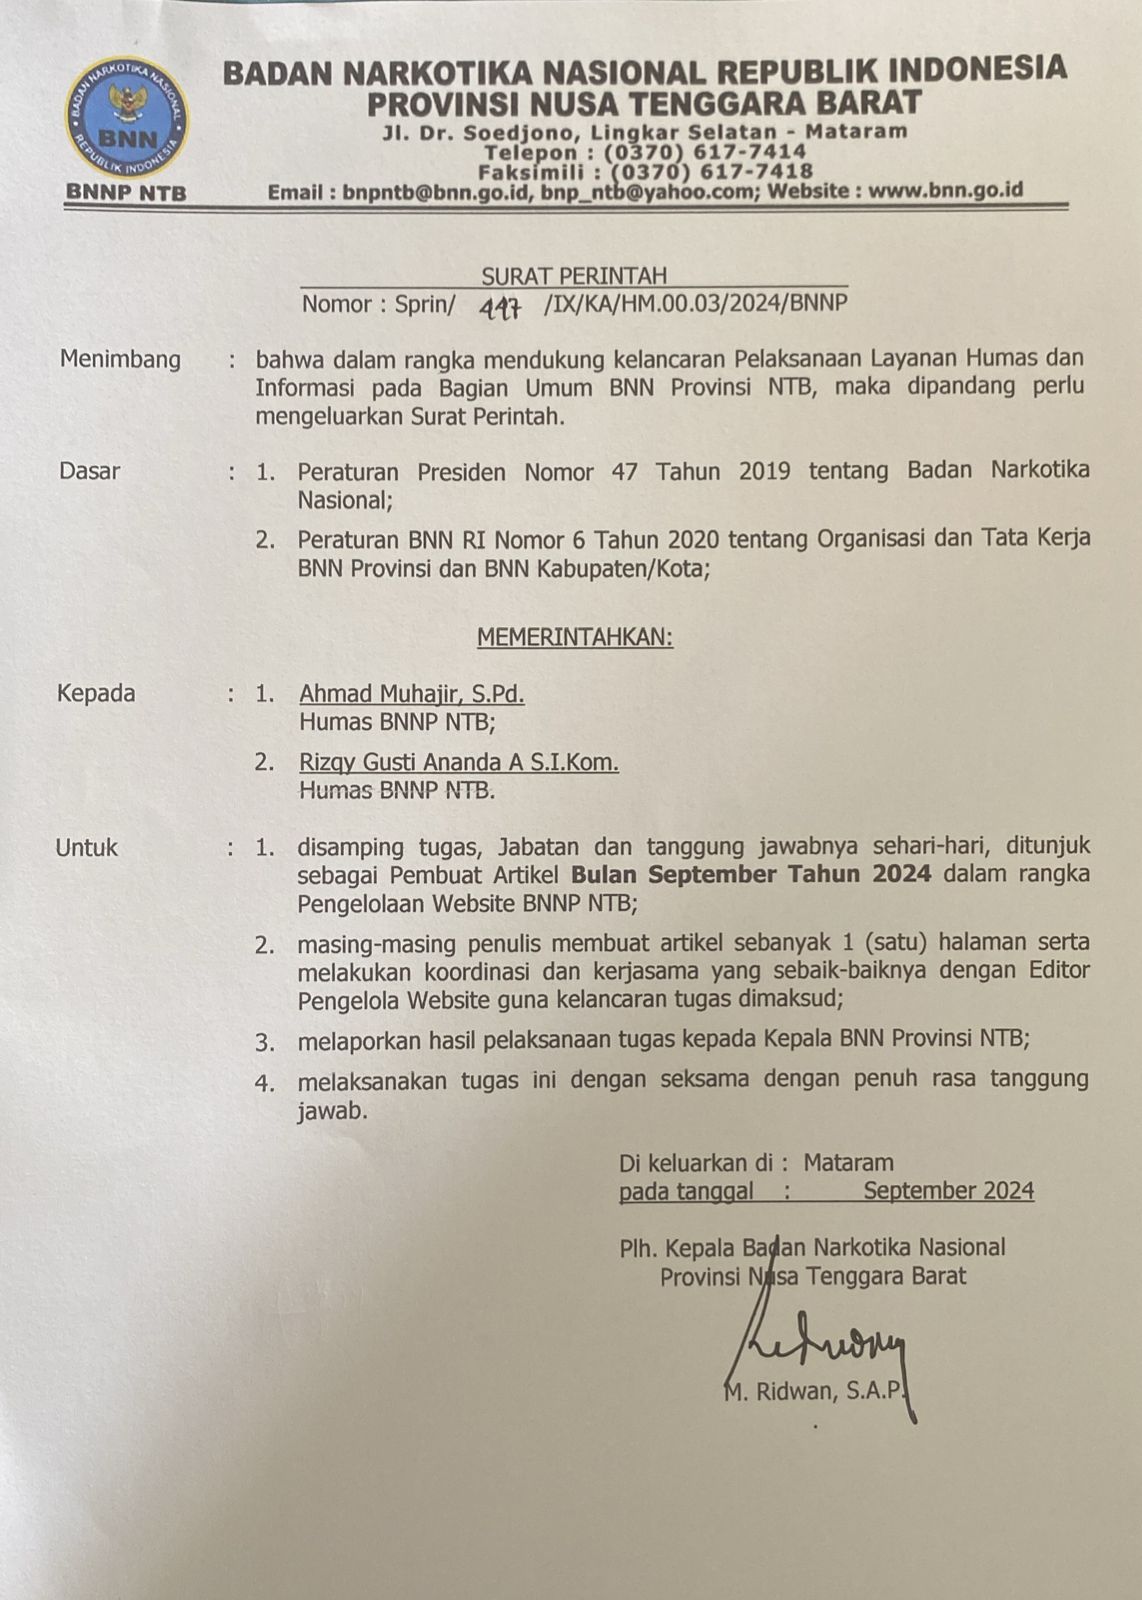 BADAN NARKOTIKA NASIONAL REPUBLIK INDONESIA
PROVINSI NUSA TENGGARA BARAT
Jl. Dr. Soedjono, Lingkar Selatan - Mataram
Telepon : (0370) 617-7414
Faksimili : (0370) 617-7418
Email : bnpntb@bnn.go.id, bnp_ntb@yahoo.com; Website : www.bnn.go.id
BADAN NARKOTIKA NASIONAL
BNN
REPUBLIK INDONESIA
BNNP NTB
SURAT PERINTAH
Nomor : Sprin/ /IX/KA/HM.00.03/2024/BNNP
Menimbang : bahwa dalam rangka mendukung kelancaran Pelaksanaan Layanan Humas dan
Informasi pada Bagian Umum BNN Provinsi NTB, maka dipandang perlu
mengeluarkan Surat Perintah.
Dasar : 1. Peraturan Presiden Nomor 47 Tahun 2019 tentang Badan Narkotika
Nasional;
2. Peraturan BNN RI Nomor 6 Tahun 2020 tentang Organisasi dan Tata Kerja
BNN Provinsi dan BNN Kabupaten/Kota;
MEMERINTAHKAN:
Kepada : 1. Ahmad Muhajir, S.Pd.
Humas BNNP NTB;
2. Rizqy Gusti Ananda A S.I.Kom.
Humas BNNP NTB.
Untuk : 1. disamping tugas, Jabatan dan tanggung jawabnya sehari-hari, ditunjuk
sebagai Pembuat Artikel Bulan September Tahun 2024 dalam rangka
Pengelolaan Website BNNP NTB;
2. masing-masing penulis membuat artikel sebanyak 1 (satu) halaman serta
melakukan koordinasi dan kerjasama yang sebaik-baiknya dengan Editor
Pengelola Website guna kelancaran tugas dimaksud;
3. melaporkan hasil pelaksanaan tugas kepada Kepala BNN Provinsi NTB;
4. melaksanakan tugas ini dengan seksama dengan penuh rasa tanggung
jawab.
Di keluarkan di : Mataram
pada tanggal : September 2024
Plh. Kepala Badan Narkotika Nasional
Provinsi Nusa Tenggara Barat
M. Ridwan, S.A.P.